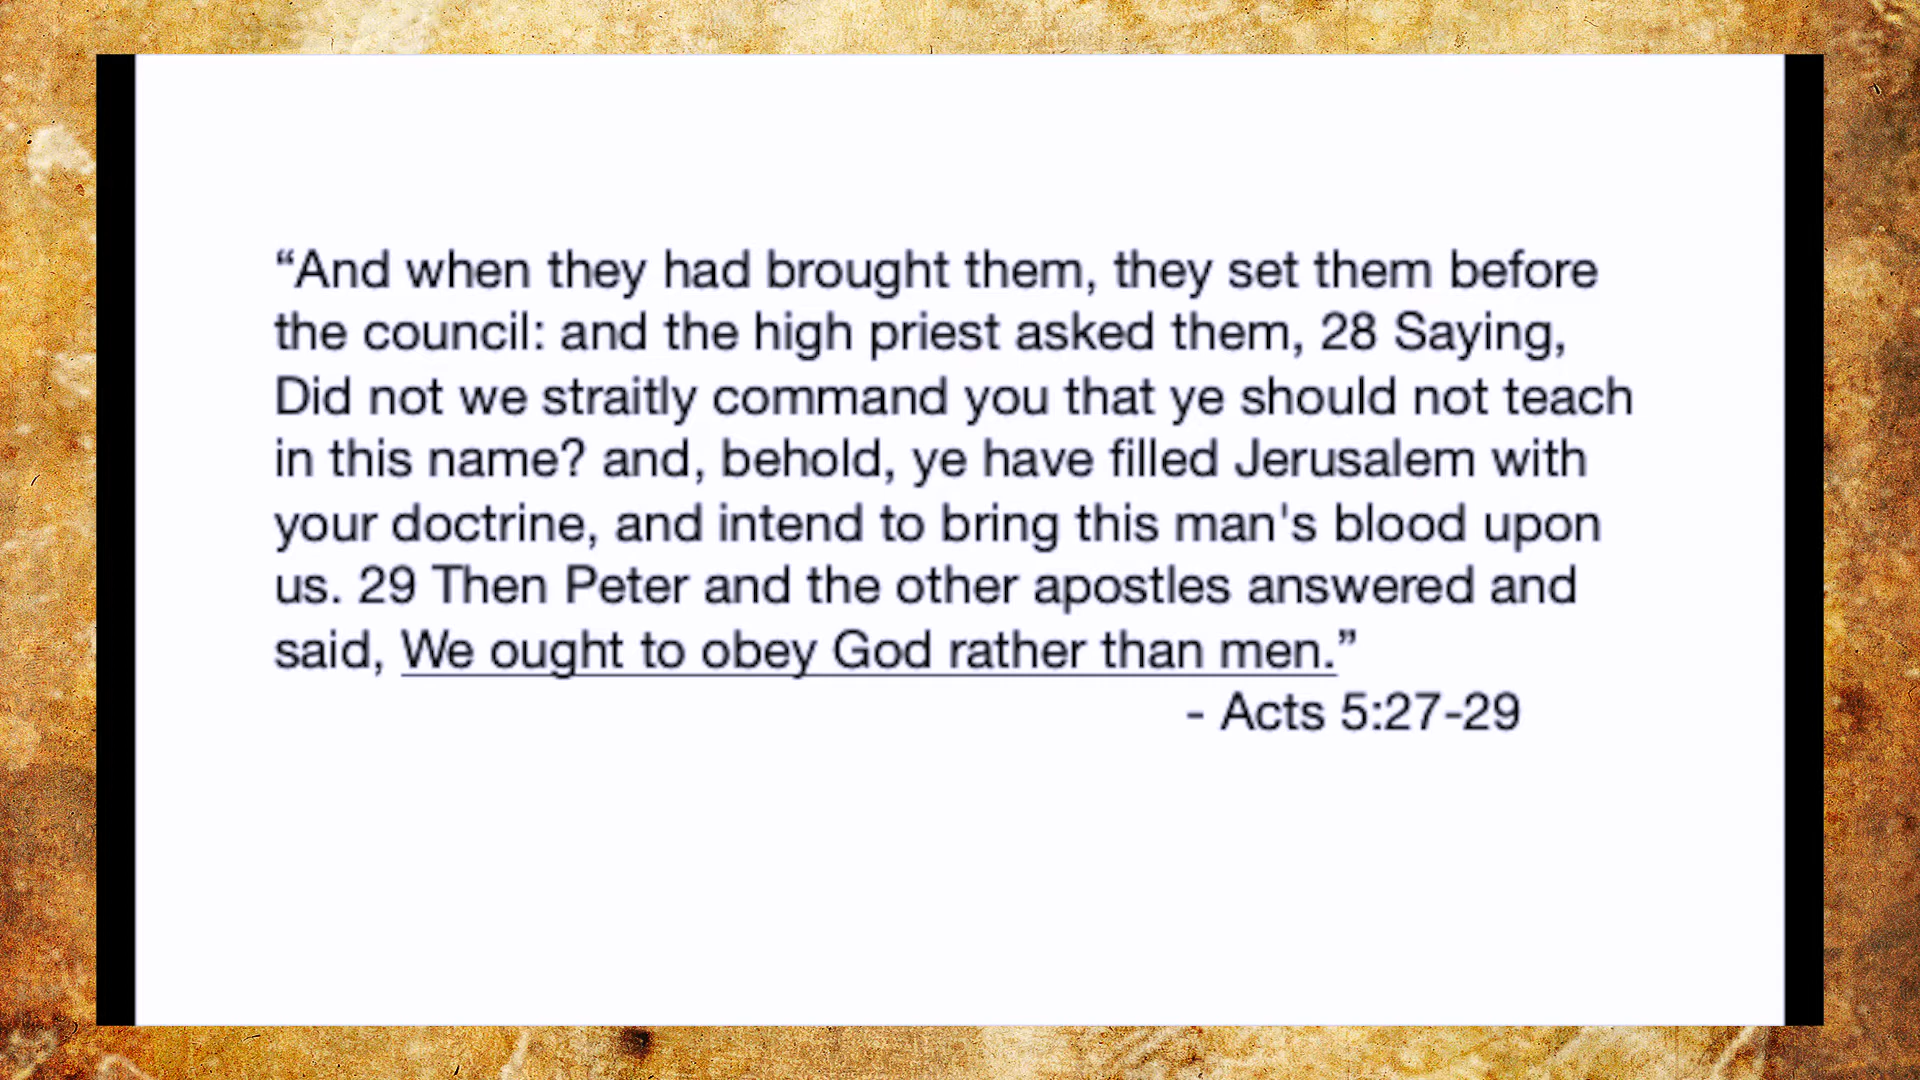 “And when they had brought them, they set them before
the council: and the high priest asked them, 28 Saying,
Did not we straitly command you that ye should not teach
in this name? and, behold, ye have filled Jerusalem with
your doctrine, and intend to bring this man's blood upon
us. 29 Then Peter and the other apostles answered and
said, We ought to obey God rather than men.”
- Acts 5:27-29